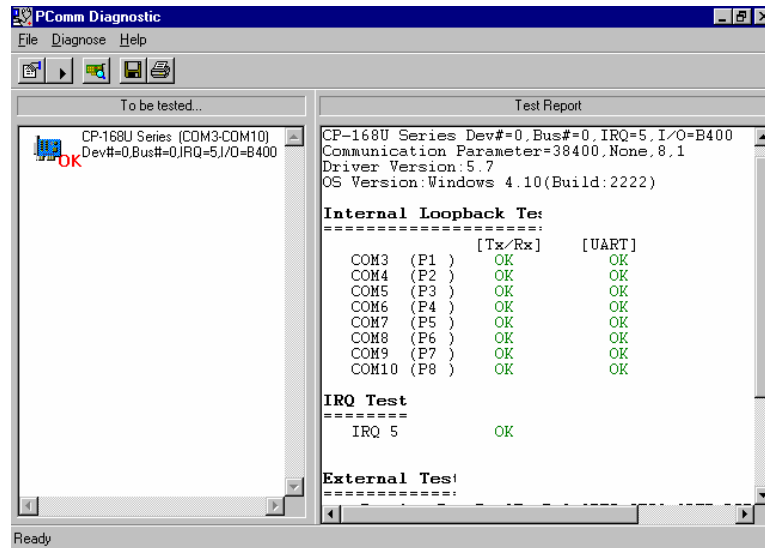 PComm Diagnostic
File Diagnose Help
To be tested...
Test Report
CP-168U Series (COM3-COM10)
Dev#=0,Bus#=0,IRQ=5,I/O=B400
OK
CP-168U Series Dev#=0,Bus#=0,IRQ=5,I/O=B400
Communication Parameter=38400,None,8,1
Driver Version:5.7
OS Version:Windows 4.10(Build:2222)
Internal Loopback Te
======================
[Tx/Rx] [UART]
COM3 (P1 ) OK OK
COM4 (P2 ) OK OK
COM5 (P3 ) OK OK
COM6 (P4 ) OK OK
COM7 (P5 ) OK OK
COM8 (P6 ) OK OK
COM9 (P7 ) OK OK
COM10 (P8 ) OK OK
IRQ Test
========
IRQ 5 OK
External Test
=============
Ready